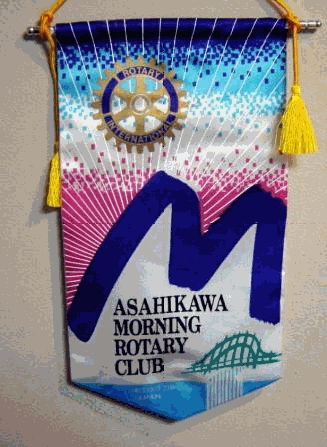 ROTARY
INTERNATIONAL
ASAHIKAWA
MORNING
ROTARY
CLUB